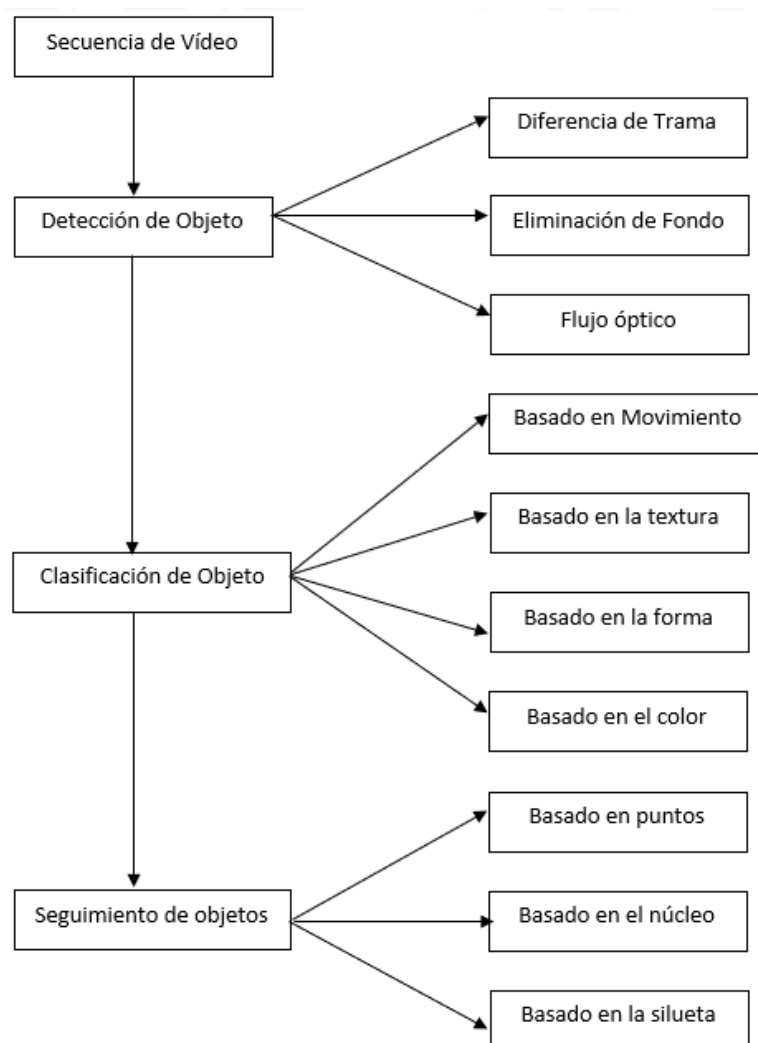 Secuencia de Vídeo
Diferencia de Trama
Detección de Objeto
Eliminación de Fondo
Flujo óptico
Basado en Movimiento
Basado en la textura
Clasificación de Objeto
Basado en la forma
Basado en el color
Basado en puntos
Seguimiento de objetos
Basado en el núcleo
Basado en la silueta